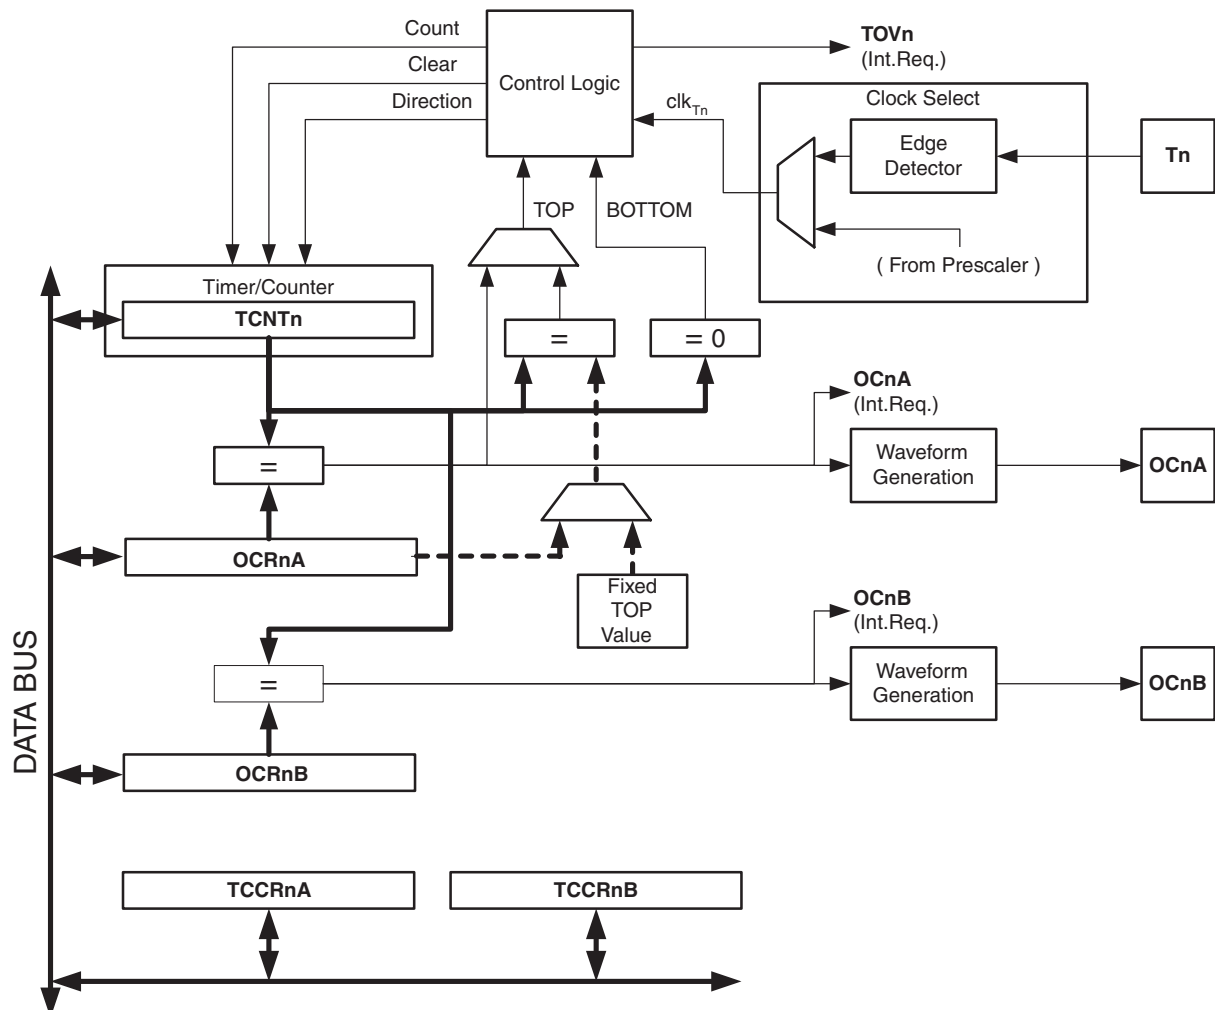 Count
Clear
Direction
Control Logic
TOVn
(Int.Req.)
Clock Select
clkTn
Edge
Detector
Tn
TOP
BOTTOM
( From Prescaler )
Timer/Counter
TCNTn
=
= 0
OCnA
(Int.Req.)
=
Waveform
Generation
OCnA
OCRnA
Fixed
TOP
Value
OCnB
(Int.Req.)
=
Waveform
Generation
OCnB
OCRnB
DATA BUS
TCCRnA
TCCRnB